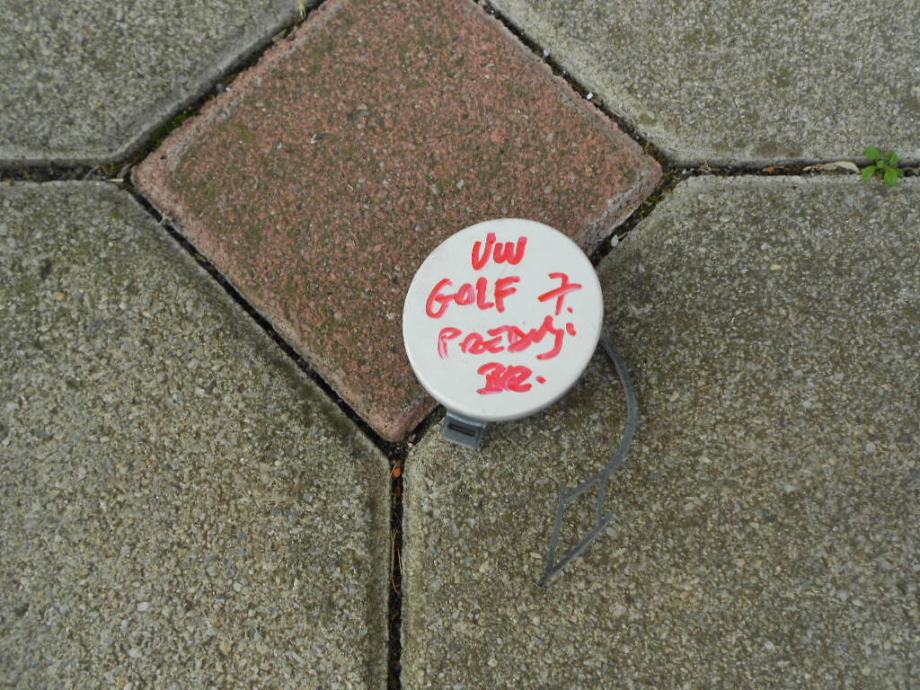 VW
GOLF 7.
PREDNJI
BR.